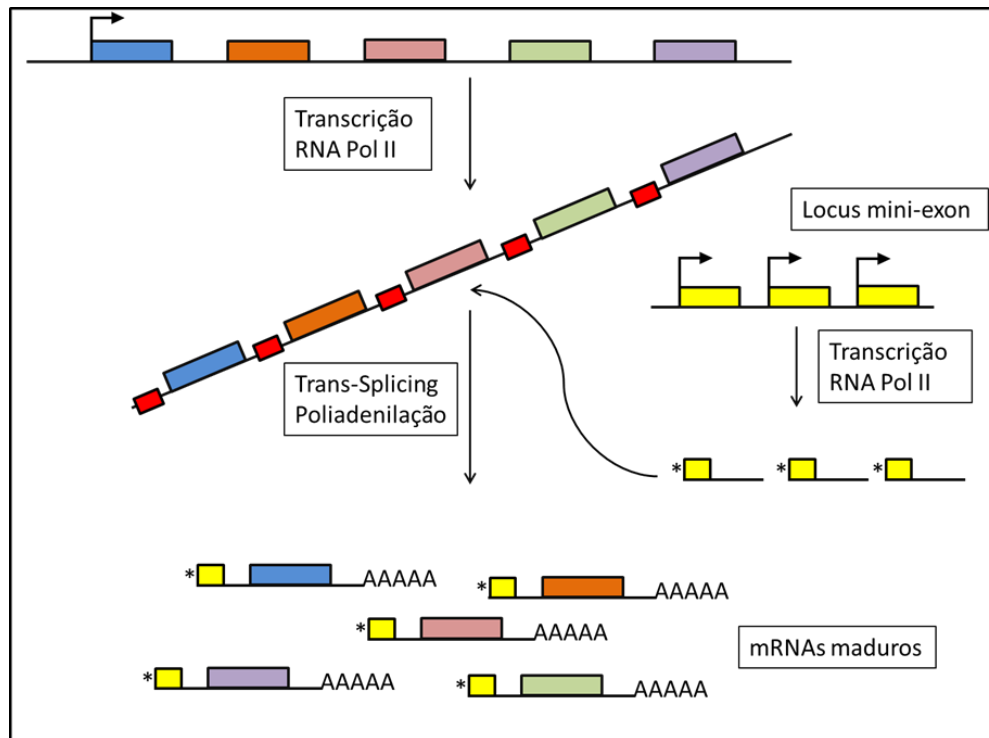 Transcrição
RNA Pol II
Locus mini-exon
Transcrição
RNA Pol II
Trans-Splicing
Poliadenilação
* * *
* AAAAA
* AAAAA
* AAAAA
mRNAs maduros
* AAAAA
* AAAAA